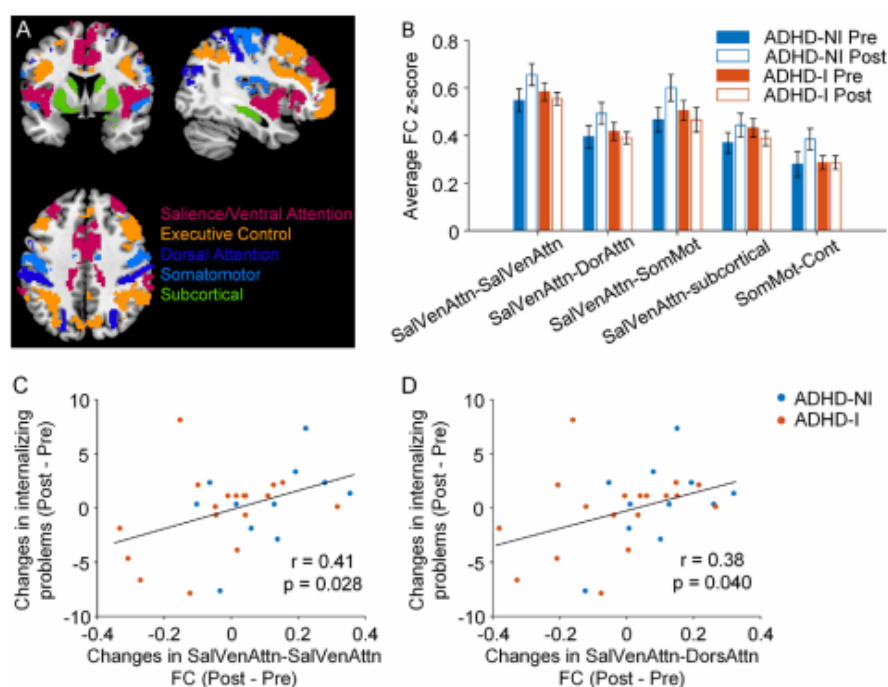 A
Salience/Ventral Attention
Executive Control
Dorsal Attention
Somatomotor
Subcortical
B
ADHD-NI Pre
ADHD-NI Post
ADHD-I Pre
ADHD-I Post
Average FC z-score
0.8
0.6
0.4
0.2
0
SalVenAttn-SalVenAttn
SalVenAttn-DorAttn
SalVenAttn-SomMot
SalVenAttn-subcortical
SomMot-Cont
C
Changes in internalizing
problems (Post - Pre)
10
5
0
-5
-10
r = 0.41
p = 0.028
-0.4 -0.2 0 0.2 0.4
Changes in SalVenAttn-SalVenAttn
FC (Post - Pre)
D
Changes in internalizing
problems (Post - Pre)
10
5
0
-5
-10
r = 0.38
p = 0.040
-0.4 -0.2 0 0.2 0.4
Changes in SalVenAttn-DorsAttn
FC (Post - Pre)
ADHD-NI
ADHD-I